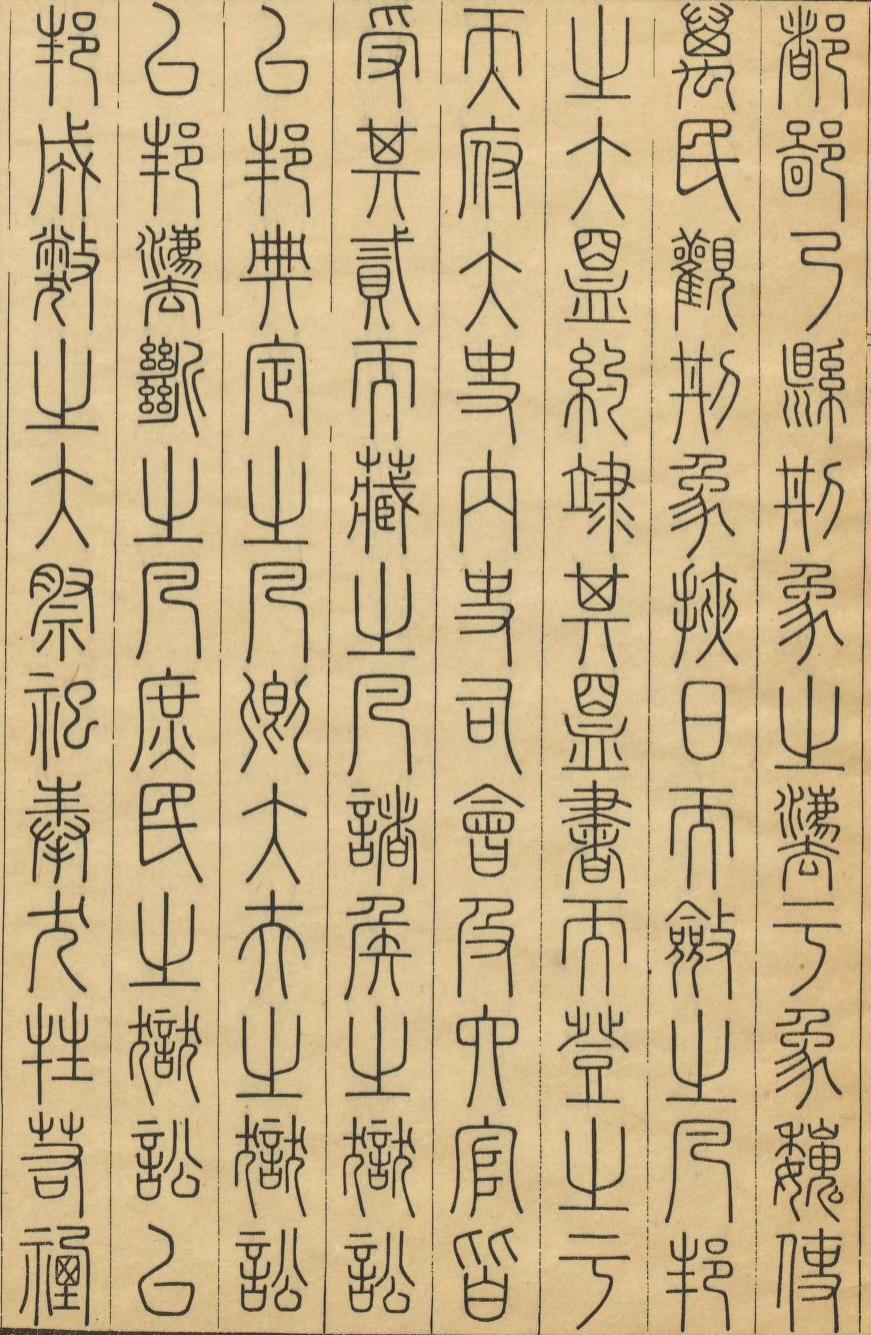 都鄙乃縣刑象之灋于象魏使
萬民觀刑象挾日而斂之凡邦
之大盟約䇐其盟書而登之于
天府大史內史司會及六官皆
受其貳而藏之凡諸侯之獄訟
以邦典定之凡卿大夫之獄訟
以邦灋斷之凡庶民之獄訟以
邦成弊之大祭祀奉犬牲若禋